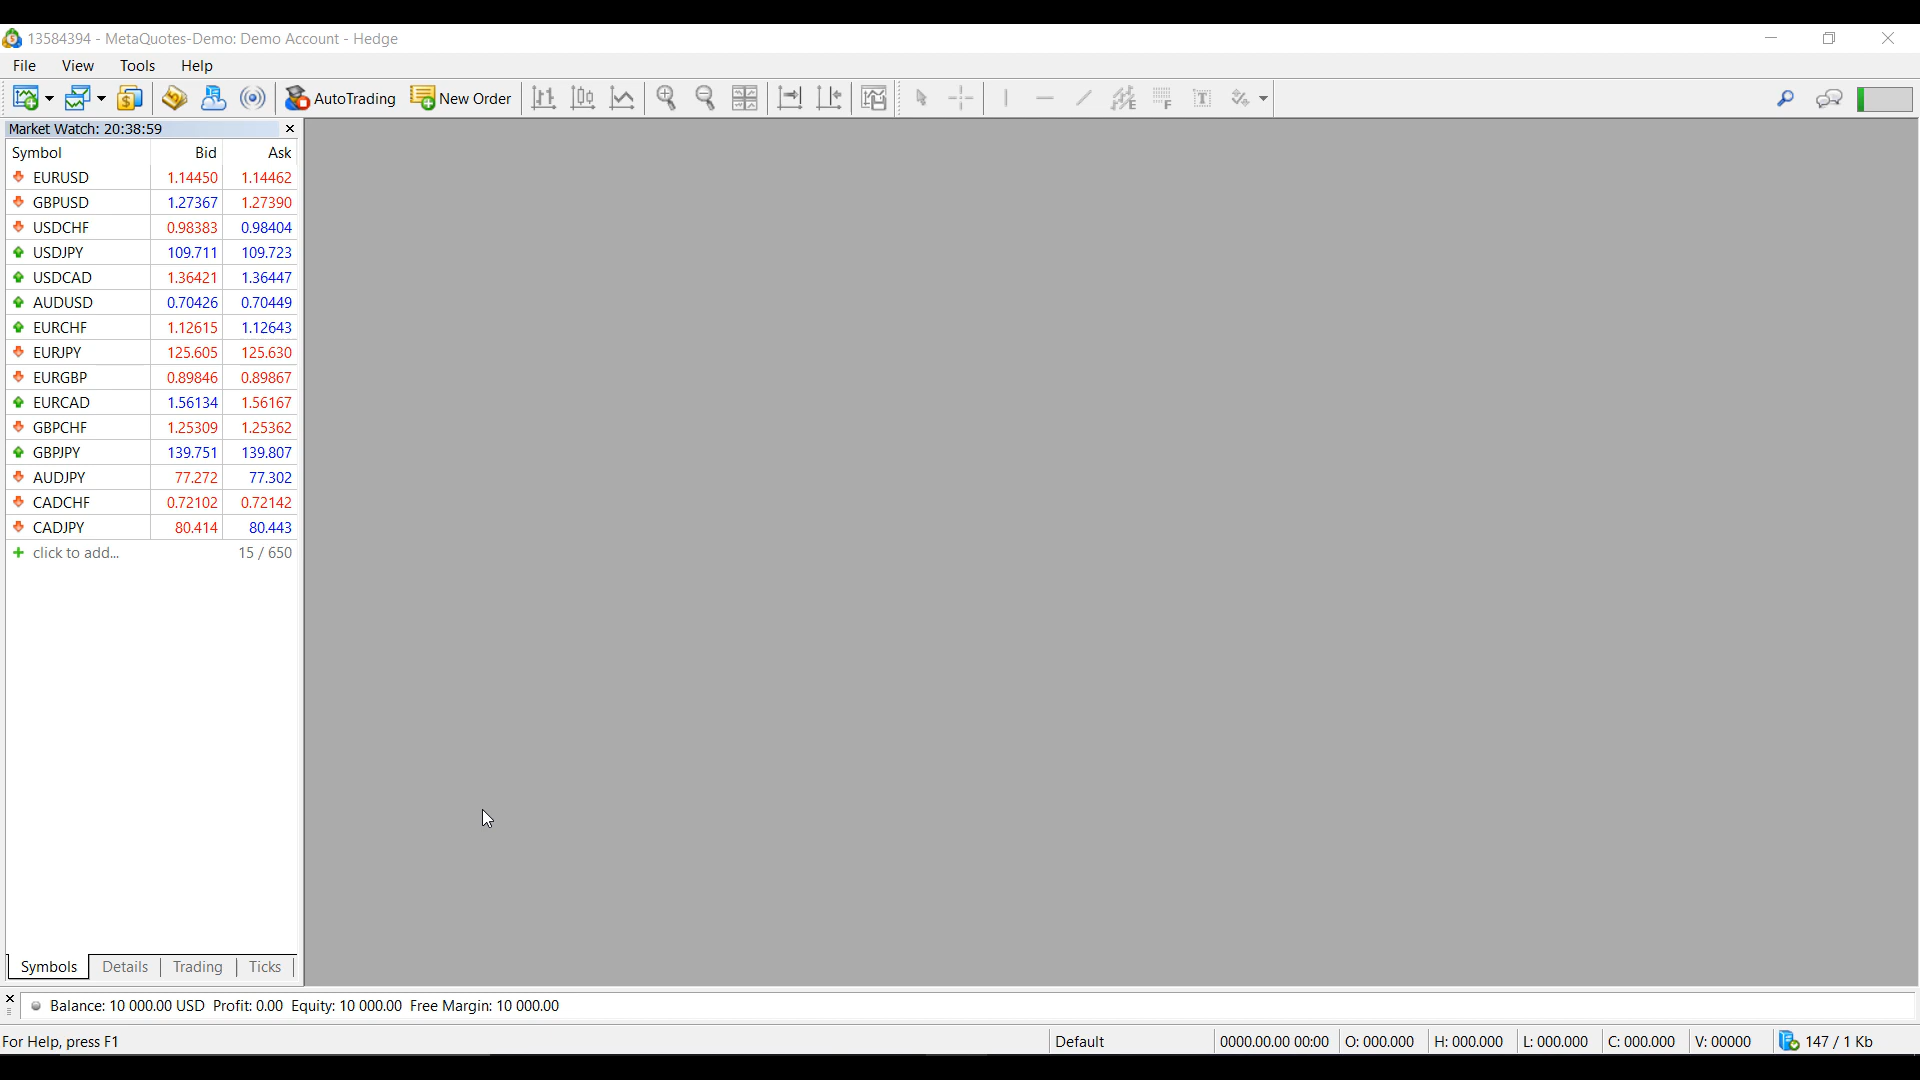 13584394 - MetaQuotes-Demo: Demo Account - Hedge
File View Tools Help
AutoTrading New Order
Market Watch: 20:38:59
Symbol Bid Ask
EURUSD 1.14450 1.14462
GBPUSD 1.27367 1.27390
USDCHF 0.98383 0.98404
USDJPY 109.711 109.723
USDCAD 1.36421 1.36447
AUDUSD 0.70426 0.70449
EURCHF 1.12615 1.12643
EURJPY 125.605 125.630
EURGBP 0.89846 0.89867
EURCAD 1.56134 1.56167
GBPCHF 1.25309 1.25362
GBPJPY 139.751 139.807
AUDJPY 77.272 77.302
CADCHF 0.72102 0.72142
CADJPY 80.414 80.443
click to add... 15 / 650
Symbols Details Trading Ticks
Balance: 10 000.00 USD Profit: 0.00 Equity: 10 000.00 Free Margin: 10 000.00
For Help, press F1 Default 0000.00.00 00:00 O: 000.000 H: 000.000 L: 000.000 C: 000.000 V: 00000 147 / 1 Kb